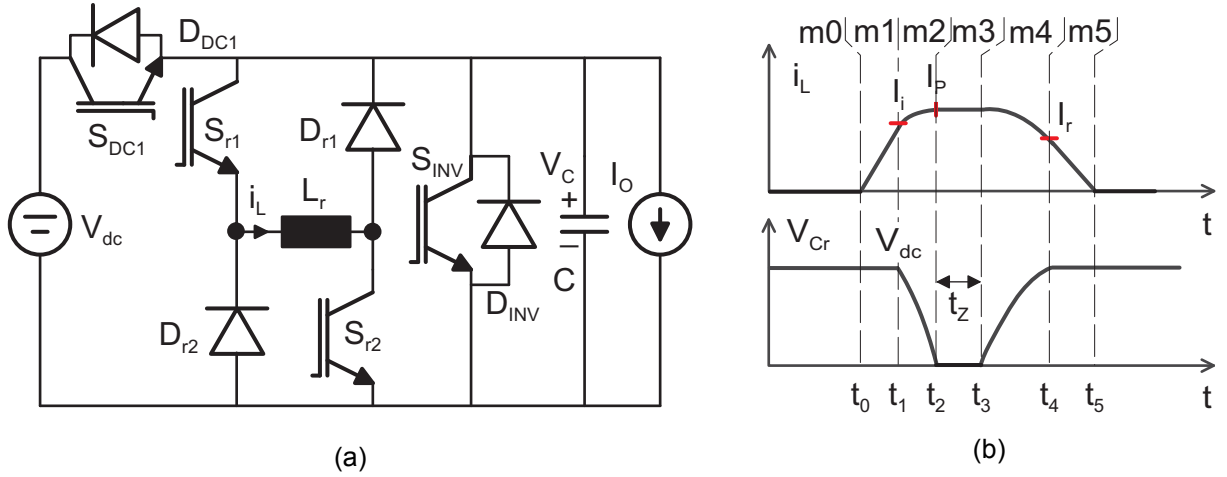 D_DC1
S_DC1
S_r1
D_r1
S_INV
V_dc
i_L
L_r
V_C
+
−
C
I_O
D_r2
S_r2
D_INV
(a)
m0 m1 m2 m3 m4 m5
i_L
I_i
I_P
I_r
t
V_Cr
V_dc
t_Z
t_0 t_1 t_2 t_3 t_4 t_5
t
(b)